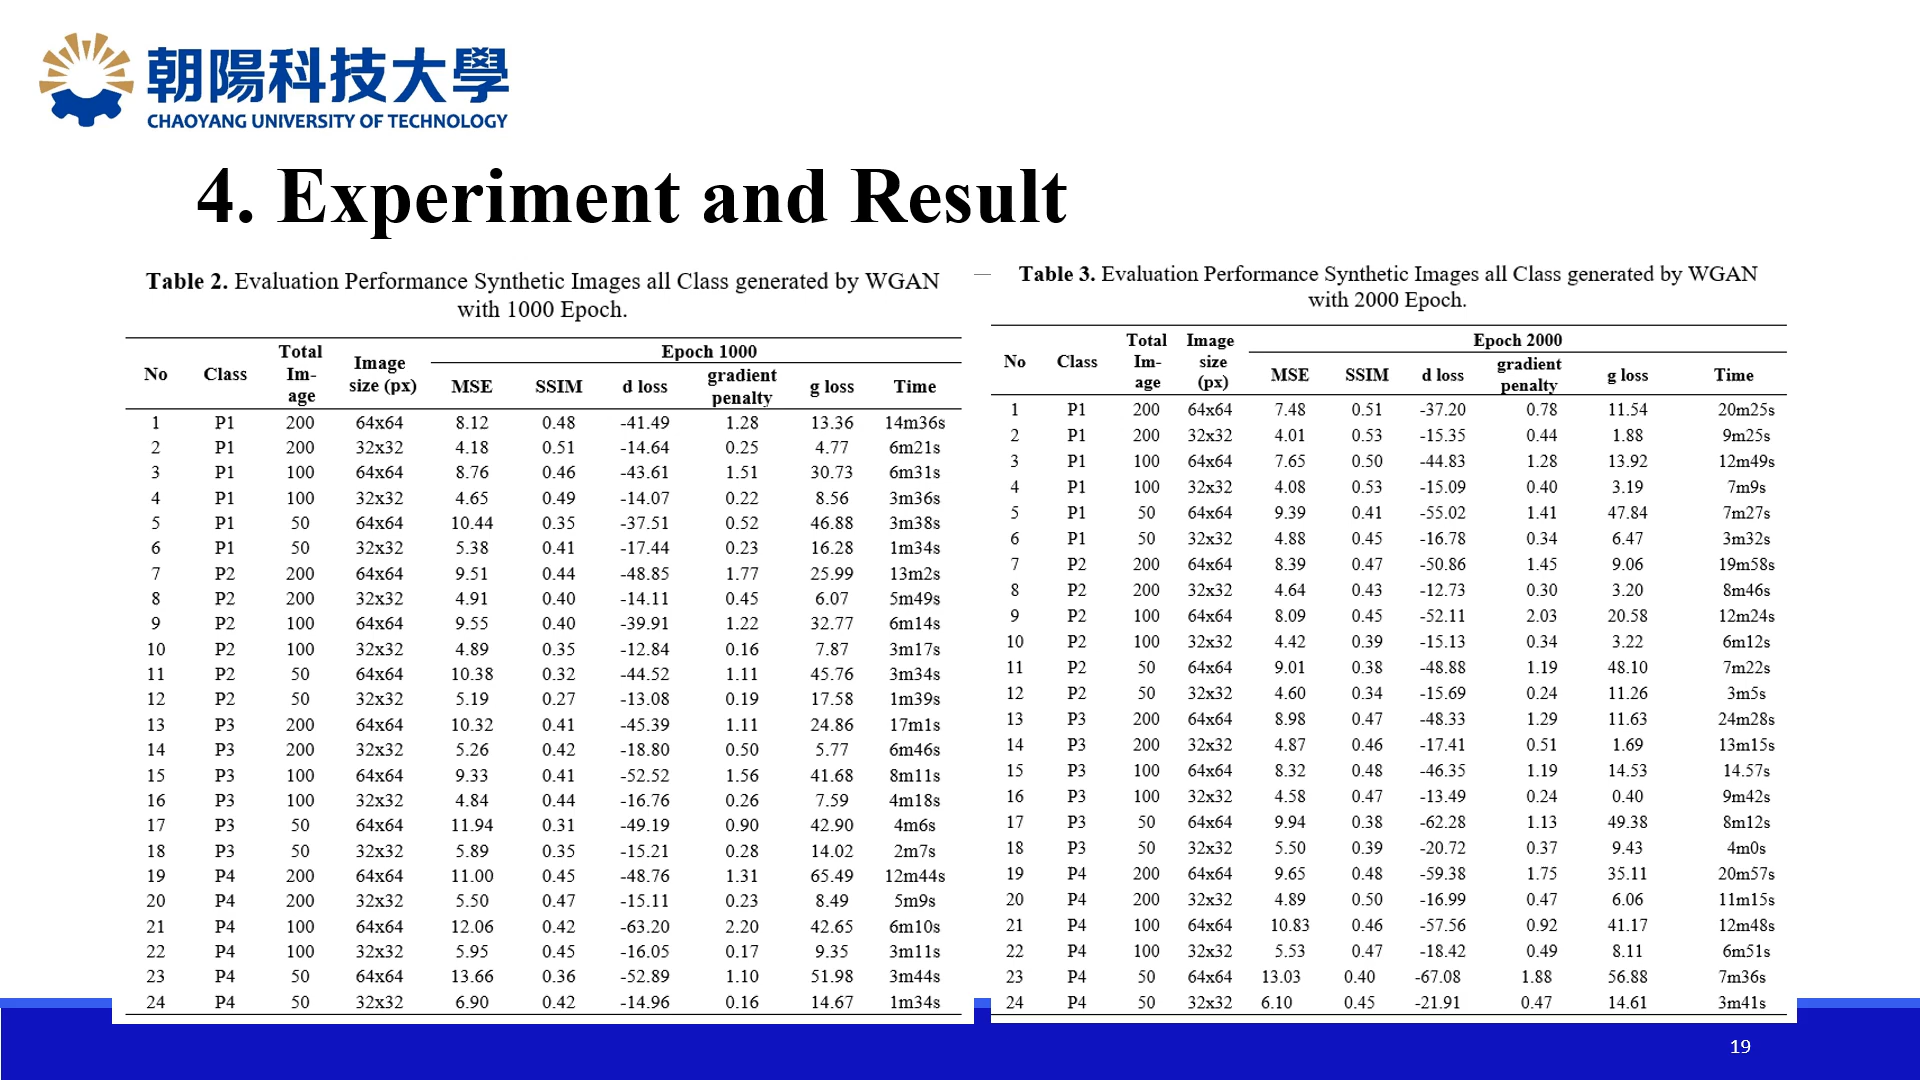 朝陽科技大學
CHAOYANG UNIVERSITY OF TECHNOLOGY
4. Experiment and Result
Table 2. Evaluation Performance Synthetic Images all Class generated by WGAN
with 1000 Epoch.
No Class Total Im-age Image size (px) Epoch 1000
MSE SSIM d loss gradient penalty g loss Time
1 P1 200 64x64 8.12 0.48 -41.49 1.28 13.36 14m36s
2 P1 200 32x32 4.18 0.51 -14.64 0.25 4.77 6m21s
3 P1 100 64x64 8.76 0.46 -43.61 1.51 30.73 6m31s
4 P1 100 32x32 4.65 0.49 -14.07 0.22 8.56 3m36s
5 P1 50 64x64 10.44 0.35 -37.51 0.52 46.88 3m38s
6 P1 50 32x32 5.38 0.41 -17.44 0.23 16.28 1m34s
7 P2 200 64x64 9.51 0.44 -48.85 1.77 25.99 13m2s
8 P2 200 32x32 4.91 0.40 -14.11 0.45 6.07 5m49s
9 P2 100 64x64 9.55 0.40 -39.91 1.22 32.77 6m14s
10 P2 100 32x32 4.89 0.35 -12.84 0.16 7.87 3m17s
11 P2 50 64x64 10.38 0.32 -44.52 1.11 45.76 3m34s
12 P2 50 32x32 5.19 0.27 -13.08 0.19 17.58 1m39s
13 P3 200 64x64 10.32 0.41 -45.39 1.11 24.86 17m1s
14 P3 200 32x32 5.26 0.42 -18.80 0.50 5.77 6m46s
15 P3 100 64x64 9.33 0.41 -52.52 1.56 41.68 8m11s
16 P3 100 32x32 4.84 0.44 -16.76 0.26 7.59 4m18s
17 P3 50 64x64 11.94 0.31 -49.19 0.90 42.90 4m6s
18 P3 50 32x32 5.89 0.35 -15.21 0.28 14.02 2m7s
19 P4 200 64x64 11.00 0.45 -48.76 1.31 65.49 12m44s
20 P4 200 32x32 5.50 0.47 -15.11 0.23 8.49 5m9s
21 P4 100 64x64 12.06 0.42 -63.20 2.20 42.65 6m10s
22 P4 100 32x32 5.95 0.45 -16.05 0.17 9.35 3m11s
23 P4 50 64x64 13.66 0.36 -52.89 1.10 51.98 3m44s
24 P4 50 32x32 6.90 0.42 -14.96 0.16 14.67 1m34s
Table 3. Evaluation Performance Synthetic Images all Class generated by WGAN
with 2000 Epoch.
No Class Total Im-age Image size (px) Epoch 2000
MSE SSIM d loss gradient penalty g loss Time
1 P1 200 64x64 7.48 0.51 -37.20 0.78 11.54 20m25s
2 P1 200 32x32 4.01 0.53 -15.35 0.44 1.88 9m25s
3 P1 100 64x64 7.65 0.50 -44.83 1.28 13.92 12m49s
4 P1 100 32x32 4.08 0.53 -15.09 0.40 3.19 7m9s
5 P1 50 64x64 9.39 0.41 -55.02 1.41 47.84 7m27s
6 P1 50 32x32 4.88 0.45 -16.78 0.34 6.47 3m32s
7 P2 200 64x64 8.39 0.47 -50.86 1.45 9.06 19m58s
8 P2 200 32x32 4.64 0.43 -12.73 0.30 3.20 8m46s
9 P2 100 64x64 8.09 0.45 -52.11 2.03 20.58 12m24s
10 P2 100 32x32 4.42 0.39 -15.13 0.34 3.22 6m12s
11 P2 50 64x64 9.01 0.38 -48.88 1.19 48.10 7m22s
12 P2 50 32x32 4.60 0.34 -15.69 0.24 11.26 3m5s
13 P3 200 64x64 8.98 0.47 -48.33 1.29 11.63 24m28s
14 P3 200 32x32 4.87 0.46 -17.41 0.51 1.69 13m15s
15 P3 100 64x64 8.32 0.48 -46.35 1.19 14.53 14.57s
16 P3 100 32x32 4.58 0.47 -13.49 0.24 0.40 9m42s
17 P3 50 64x64 9.94 0.38 -62.28 1.13 49.38 8m12s
18 P3 50 32x32 5.50 0.39 -20.72 0.37 9.43 4m0s
19 P4 200 64x64 9.65 0.48 -59.38 1.75 35.11 20m57s
20 P4 200 32x32 4.89 0.50 -16.99 0.47 6.06 11m15s
21 P4 100 64x64 10.83 0.46 -57.56 0.92 41.17 12m48s
22 P4 100 32x32 5.53 0.47 -18.42 0.49 8.11 6m51s
23 P4 50 64x64 13.03 0.40 -67.08 1.88 56.88 7m36s
24 P4 50 32x32 6.10 0.45 -21.91 0.47 14.61 3m41s
19